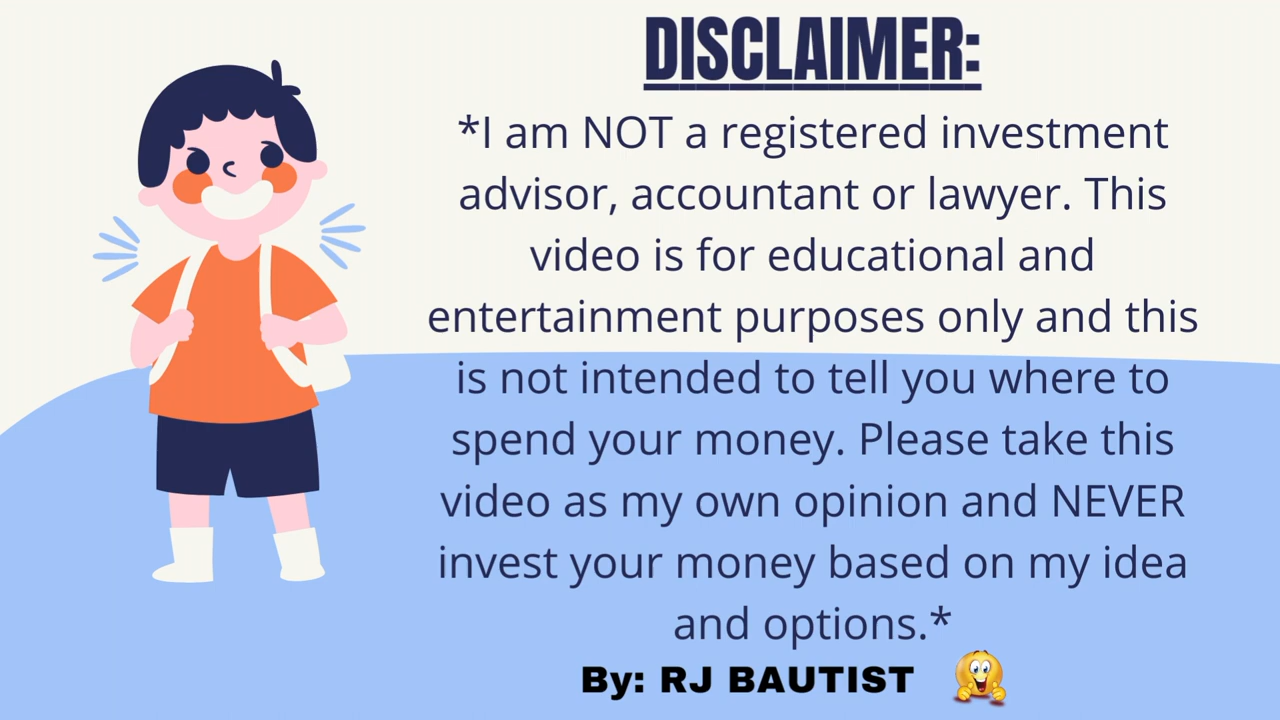 DISCLAIMER:
*I am NOT a registered investment
advisor, accountant or lawyer. This
video is for educational and
entertainment purposes only and this
is not intended to tell you where to
spend your money. Please take this
video as my own opinion and NEVER
invest your money based on my idea
and options.*
By: RJ BAUTIST